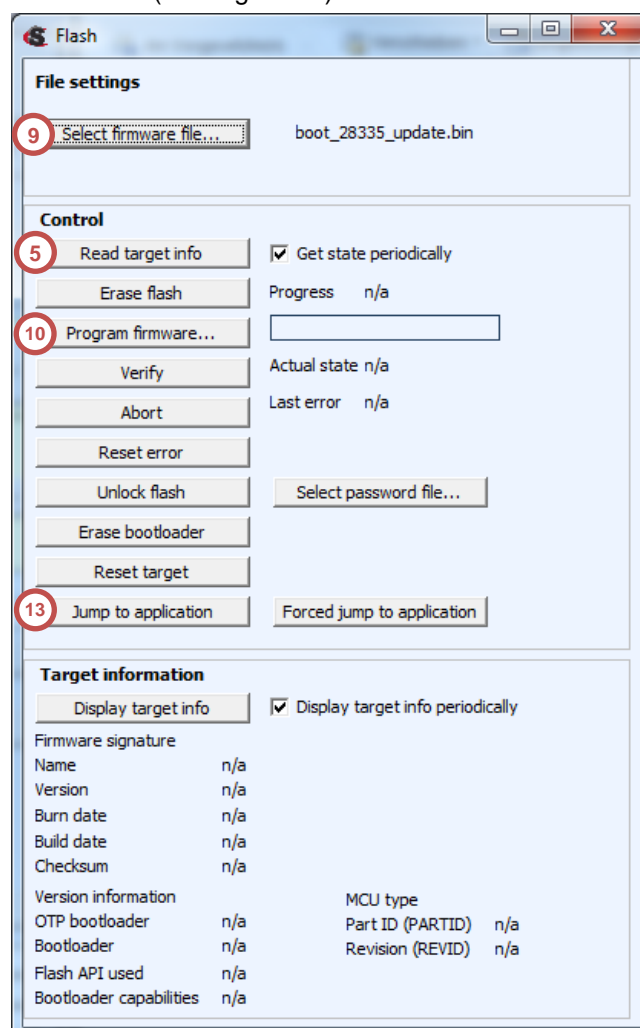 Flash
File settings
9 Select firmware file... boot_28335_update.bin
Control
5 Read target info Get state periodically
Erase flash Progress n/a
10 Program firmware...
Verify Actual state n/a
Abort Last error n/a
Reset error
Unlock flash Select password file...
Erase bootloader
Reset target
13 Jump to application Forced jump to application
Target information
Display target info Display target info periodically
Firmware signature
Name n/a
Version n/a
Burn date n/a
Build date n/a
Checksum n/a
Version information MCU type
OTP bootloader n/a Part ID (PARTID) n/a
Bootloader n/a Revision (REVID) n/a
Flash API used n/a
Bootloader capabilities n/a